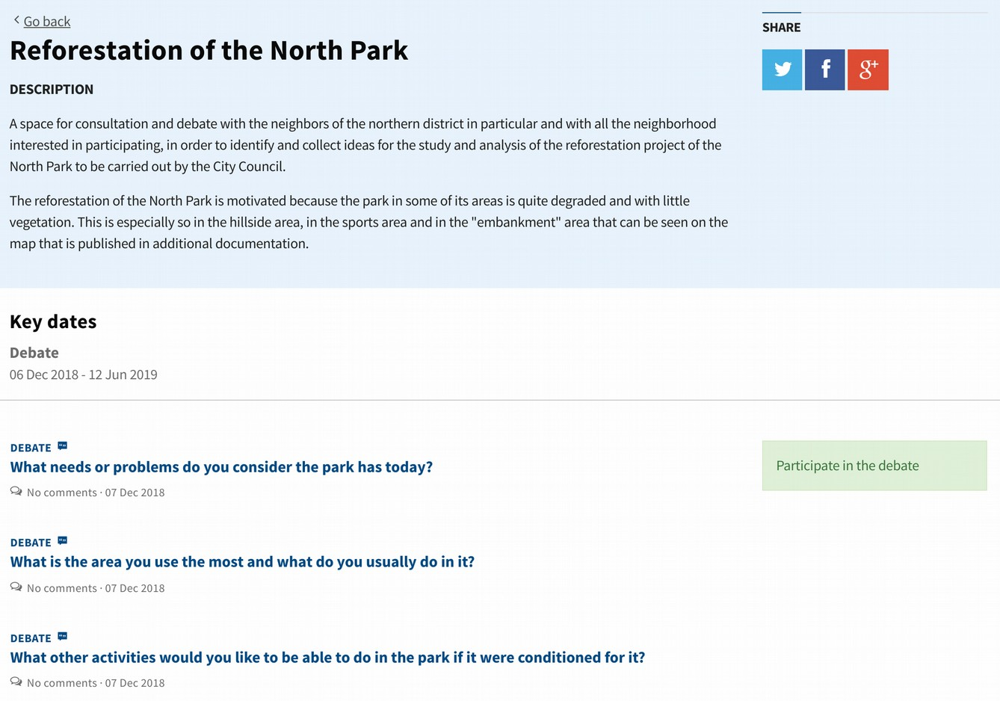 Go back
Reforestation of the North Park
DESCRIPTION
A space for consultation and debate with the neighbors of the northern district in particular and with all the neighborhood
interested in participating, in order to identify and collect ideas for the study and analysis of the reforestation project of the
North Park to be carried out by the City Council.
The reforestation of the North Park is motivated because the park in some of its areas is quite degraded and with little
vegetation. This is especially so in the hillside area, in the sports area and in the "embankment" area that can be seen on the
map that is published in additional documentation.
SHARE
f
g+
Key dates
Debate
06 Dec 2018 - 12 Jun 2019
DEBATE
What needs or problems do you consider the park has today?
No comments · 07 Dec 2018
Participate in the debate
DEBATE
What is the area you use the most and what do you usually do in it?
No comments · 07 Dec 2018
DEBATE
What other activities would you like to be able to do in the park if it were conditioned for it?
No comments · 07 Dec 2018